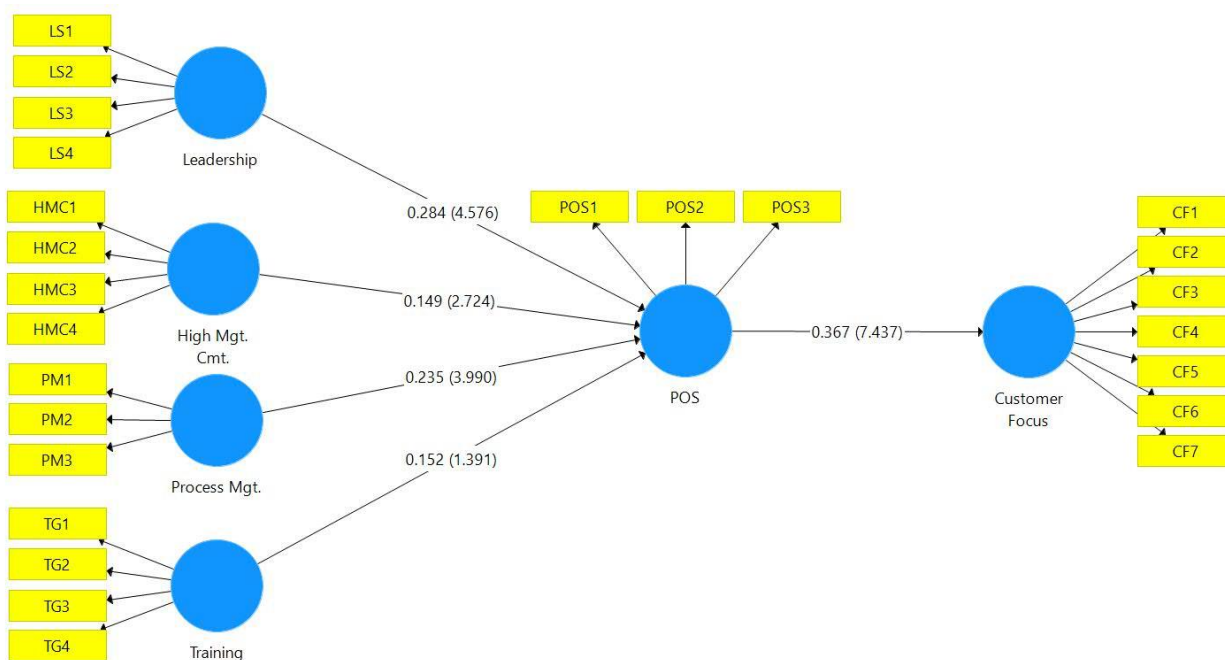 LS1
LS2
LS3
LS4
Leadership
HMC1
HMC2
HMC3
HMC4
High Mgt.
Cmt.
PM1
PM2
PM3
Process Mgt.
TG1
TG2
TG3
TG4
Training
0.284 (4.576)
0.149 (2.724)
0.235 (3.990)
0.152 (1.391)
POS1
POS2
POS3
POS
0.367 (7.437)
Customer
Focus
CF1
CF2
CF3
CF4
CF5
CF6
CF7